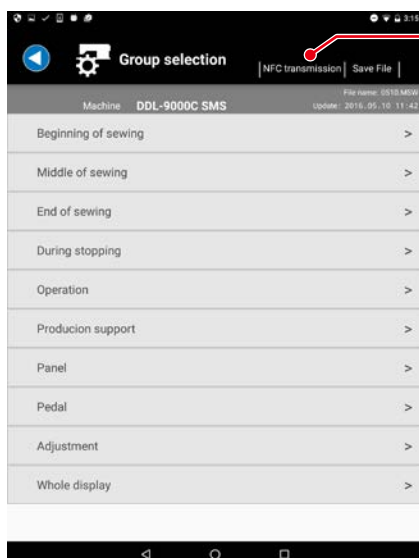 3:15
Group selection
NFC transmission Save File
File name: 0510.MSW
Machine DDL-9000C SMS Update: 2016.05.10 11:42
Beginning of sewing >
Middle of sewing >
End of sewing >
During stopping >
Operation >
Producion support >
Panel >
Pedal >
Adjustment >
Whole display >